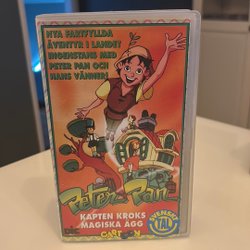 NYA, FARTFYLLDA
ÄVENTYR I LANDET
INGENSTANS MED
PETER PAN OCH
HANS VÄNNER!
Peter Pan
KAPTEN KROKS
MAGISKA ÄGG
SVENSKT
TAL
CARTOON